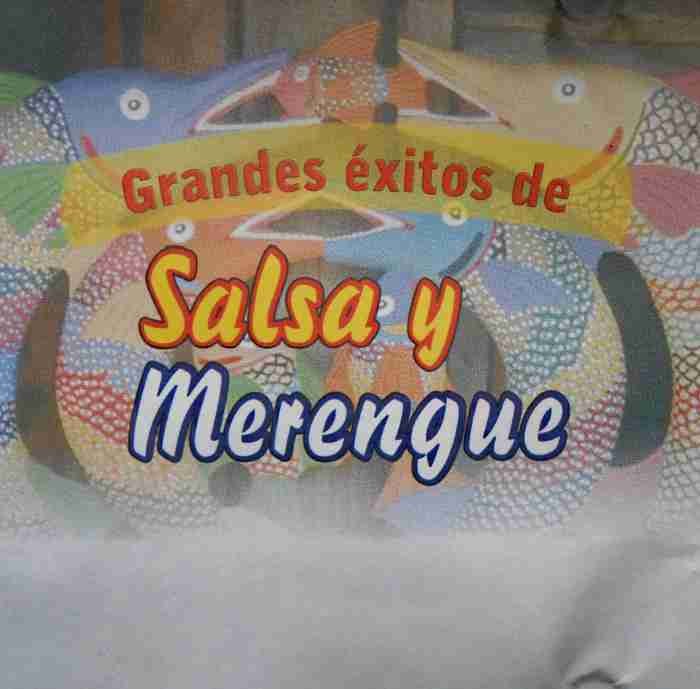 Grandes éxitos de
Salsa y
Merengue